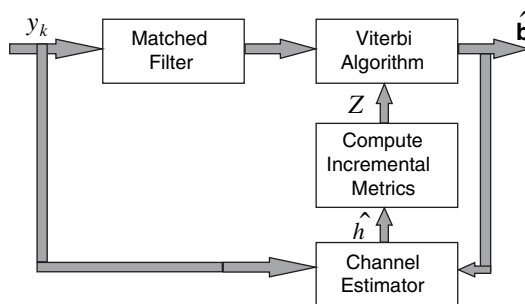 y_k
Matched
Filter
Viterbi
Algorithm
b̂
Z
Compute
Incremental
Metrics
ĥ
Channel
Estimator